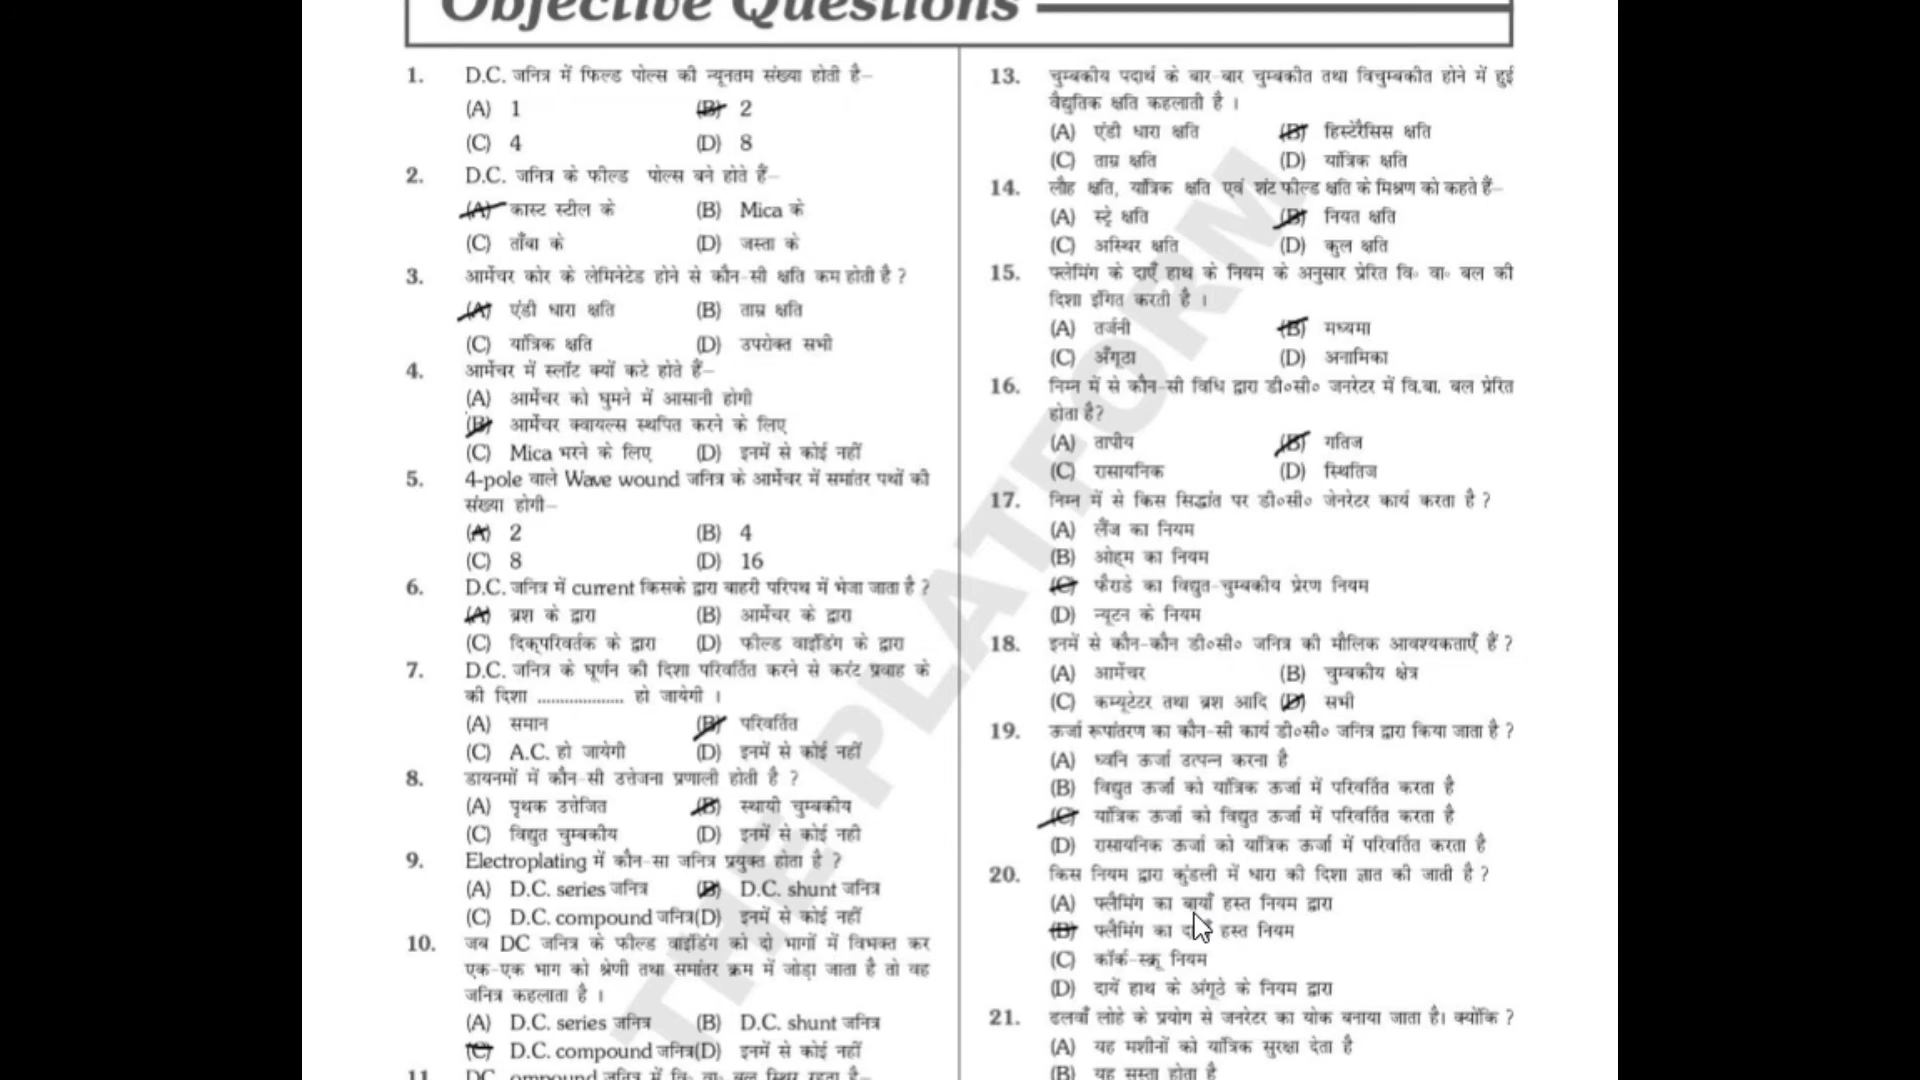 Objective Questions
1. D.C. जनित्र में फिल्ड पोल्स की न्यूनतम संख्या होती है–
(A) 1 (B) 2
(C) 4 (D) 8
2. D.C. जनित्र के फील्ड पोल्स बने होते हैं–
(A) कास्ट स्टील के (B) Mica के
(C) ताँबा के (D) जस्ता के
3. आर्मेचर कोर के लेमिनेटेड होने से कौन-सी क्षति कम होती है ?
(A) एंडी धारा क्षति (B) ताम्र क्षति
(C) यांत्रिक क्षति (D) उपरोक्त सभी
4. आर्मेचर में स्लॉट क्यों कटे होते हैं–
(A) आर्मेचर को घुमने में आसानी होगी
(B) आर्मेचर क्वायल्स स्थपित करने के लिए
(C) Mica भरने के लिए (D) इनमें से कोई नहीं
5. 4-pole वाले Wave wound जनित्र के आर्मेचर में समांतर पथों की
संख्या होगी–
(A) 2 (B) 4
(C) 8 (D) 16
6. D.C. जनित्र में current किसके द्वारा बाहरी परिपथ में भेजा जाता है ?
(A) ब्रश के द्वारा (B) आर्मेचर के द्वारा
(C) दिक्परिवर्तक के द्वारा (D) फील्ड वाइंडिंग के द्वारा
7. D.C. जनित्र के घूर्णन की दिशा परिवर्तित करने से करंट प्रवाह के
की दिशा .................... हो जायेगी ।
(A) समान (B) परिवर्तित
(C) A.C. हो जायेगी (D) इनमें से कोई नहीं
8. डायनमों में कौन-सी उत्तेजना प्रणाली होती है ?
(A) पृथक उत्तेजित (B) स्थायी चुम्बकीय
(C) विद्युत चुम्बकीय (D) इनमें से कोई नही
9. Electroplating में कौन-सा जनित्र प्रयुक्त होता है ?
(A) D.C. series जनित्र (B) D.C. shunt जनित्र
(C) D.C. compound जनित्र(D) इनमें से कोई नहीं
10. जब DC जनित्र के फील्ड वाइंडिंग को दो भागों में विभक्त कर
एक-एक भाग को श्रेणी तथा समांतर क्रम में जोड़ा जाता है तो वह
जनित्र कहलाता है ।
(A) D.C. series जनित्र (B) D.C. shunt जनित्र
(C) D.C. compound जनित्र(D) इनमें से कोई नहीं
11. DC जनित्र में वि॰ वा॰ बल स्थिर रहता है–
13. चुम्बकीय पदार्थ के बार-बार चुम्बकीत तथा विचुम्बकीत होने में हुई
वैद्युतिक क्षति कहलाती है ।
(A) एंडी धारा क्षति (B) हिस्टेरैसिस क्षति
(C) ताम्र क्षति (D) यांत्रिक क्षति
14. लौह क्षति, यांत्रिक क्षति एवं शंट फील्ड क्षति के मिश्रण को कहते हैं–
(A) स्ट्रे क्षति (B) नियत क्षति
(C) अस्थिर क्षति (D) कुल क्षति
15. फ्लेमिंग के दाएँ हाथ के नियम के अनुसार प्रेरित वि॰ वा॰ बल की
दिशा इंगित करती है ।
(A) तर्जनी (B) मध्यमा
(C) अँगूठा (D) अनामिका
16. निम्न में से कौन-सी विधि द्वारा डी॰सी॰ जनरेटर में वि.वा. बल प्रेरित
होता है?
(A) तापीय (B) गतिज
(C) रासायनिक (D) स्थितिज
17. निम्न में से किस सिद्धांत पर डी॰सी॰ जेनरेटर कार्य करता है ?
(A) लैंज का नियम
(B) ओह्म का नियम
(C) फैराडे का विद्युत-चुम्बकीय प्रेरण नियम
(D) न्यूटन के नियम
18. इनमें से कौन-कौन डी॰सी॰ जनित्र की मौलिक आवश्यकताएँ हैं ?
(A) आर्मेचर (B) चुम्बकीय क्षेत्र
(C) कम्यूटेटर तथा ब्रश आदि (D) सभी
19. ऊर्जा रूपांतरण का कौन-सी कार्य डी॰सी॰ जनित्र द्वारा किया जाता है ?
(A) ध्वनि ऊर्जा उत्पन्न करना है
(B) विद्युत ऊर्जा को यांत्रिक ऊर्जा में परिवर्तित करता है
(C) यांत्रिक ऊर्जा को विद्युत ऊर्जा में परिवर्तित करता है
(D) रासायनिक ऊर्जा को यांत्रिक ऊर्जा में परिवर्तित करता है
20. किस नियम द्वारा कुंडली में धारा की दिशा ज्ञात की जाती है ?
(A) फ्लैमिंग का बायाँ हस्त नियम द्वारा
(B) फ्लैमिंग का हस्त नियम
(C) कॉर्क-स्क्रू नियम
(D) दायें हाथ के अंगूठे के नियम द्वारा
21. ढलवाँ लोहे के प्रयोग से जनरेटर का योक बनाया जाता है। क्योंकि ?
(A) यह मशीनों को यांत्रिक सुरक्षा देता है
(B) यह सस्ता होता है
THE PLATFORM